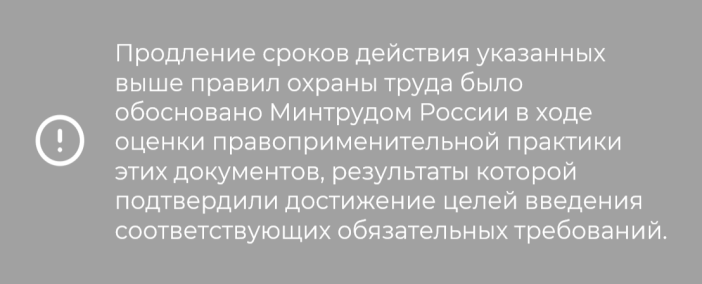 Продление сроков действия указанных
выше правил охраны труда было
обосновано Минтрудом России в ходе
оценки правоприменительной практики
этих документов, результаты которой
подтвердили достижение целей введения
соответствующих обязательных требований.